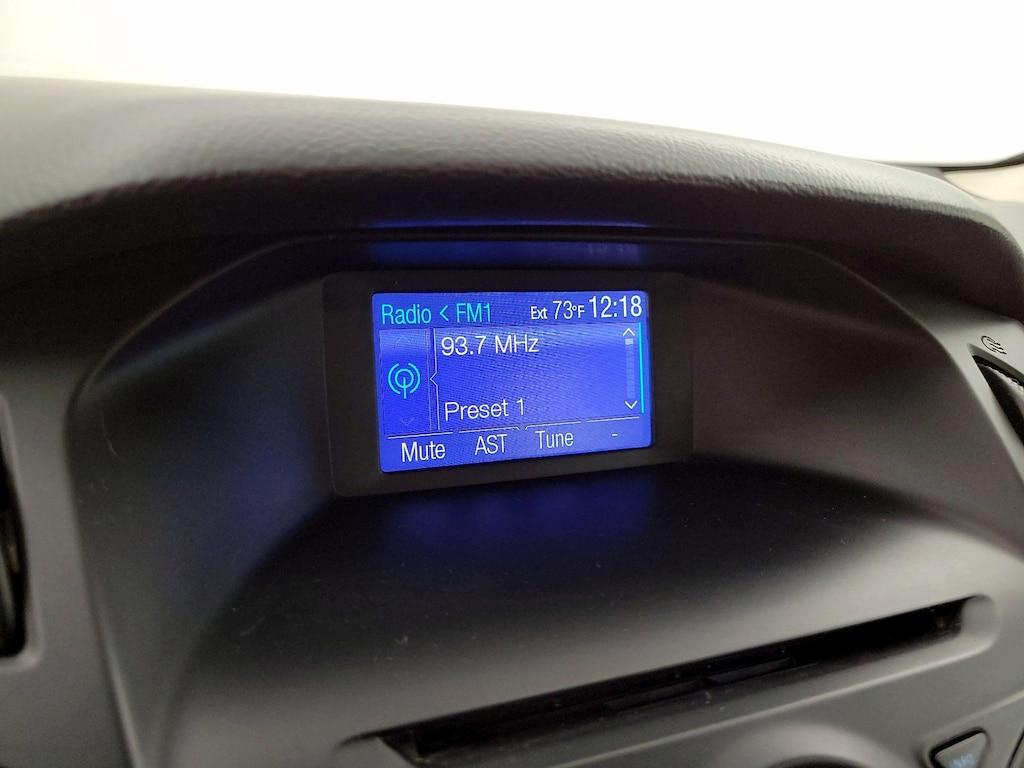 Radio < FM1 Ext 73°F 12:18
93.7 MHz
Preset 1
Mute AST Tune -